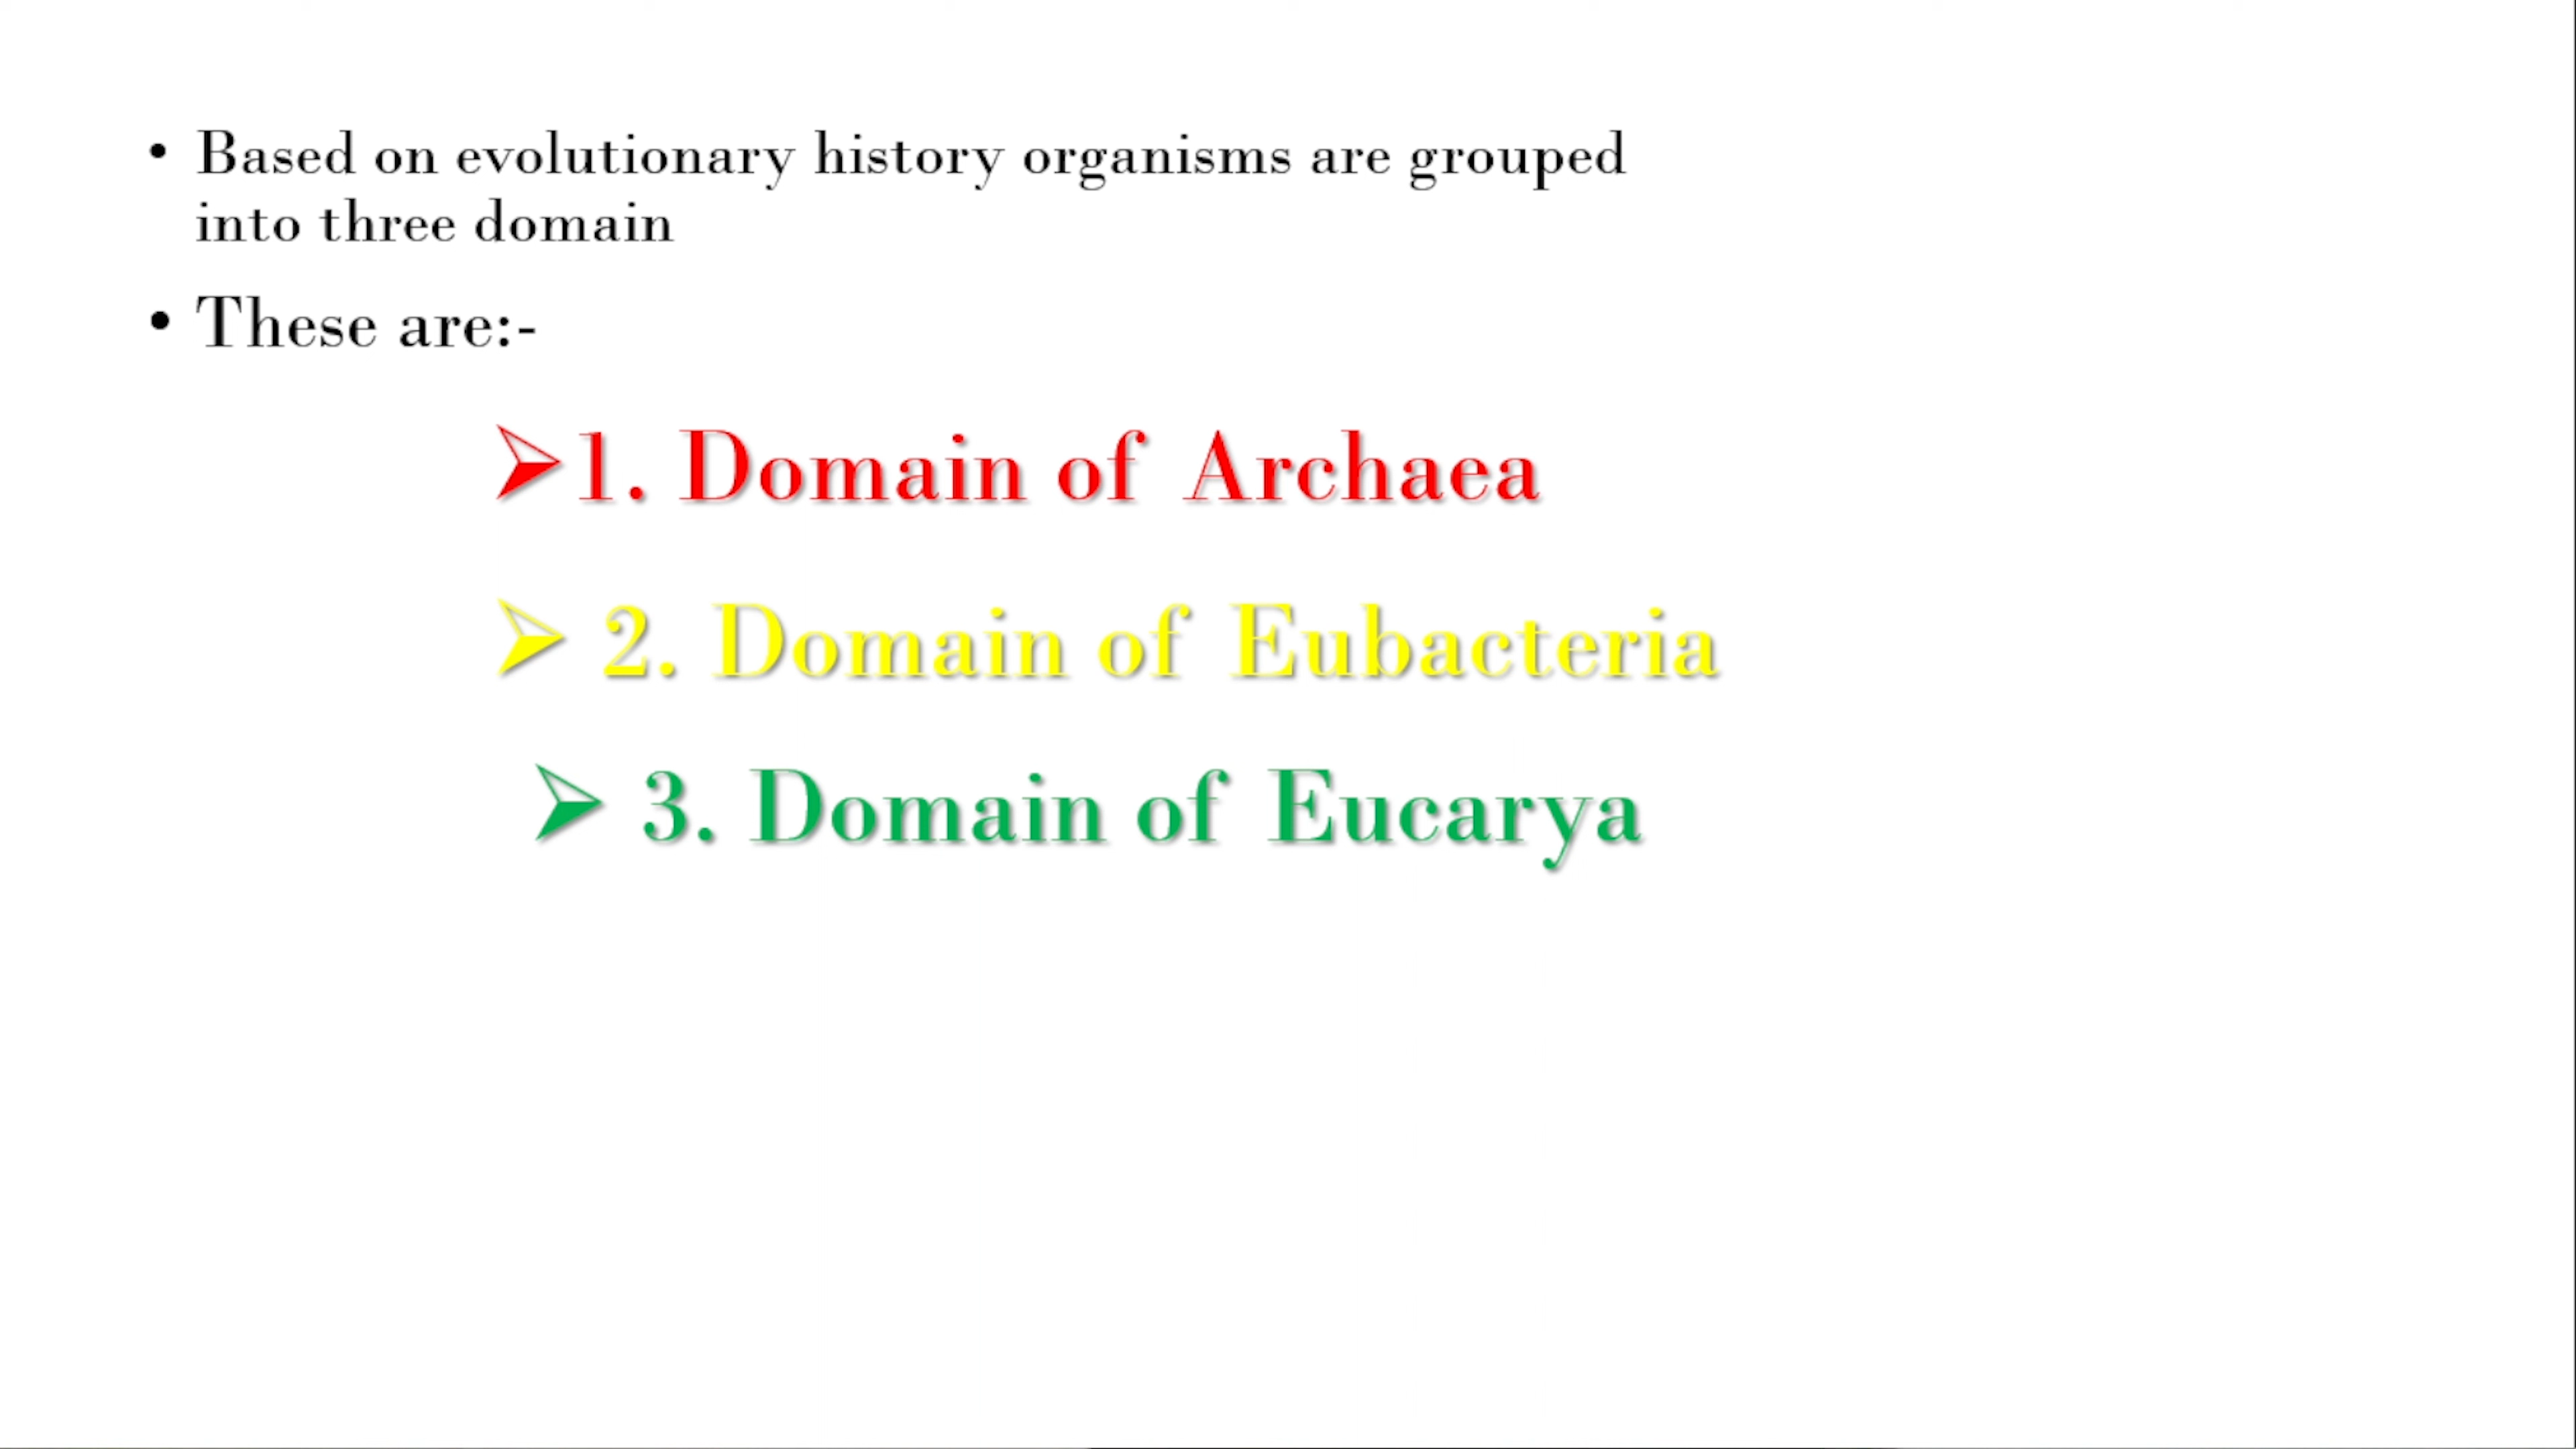 • Based on evolutionary history organisms are grouped
into three domain
• These are:-
➢1. Domain of Archaea
➢ 2. Domain of Eubacteria
➢ 3. Domain of Eucarya